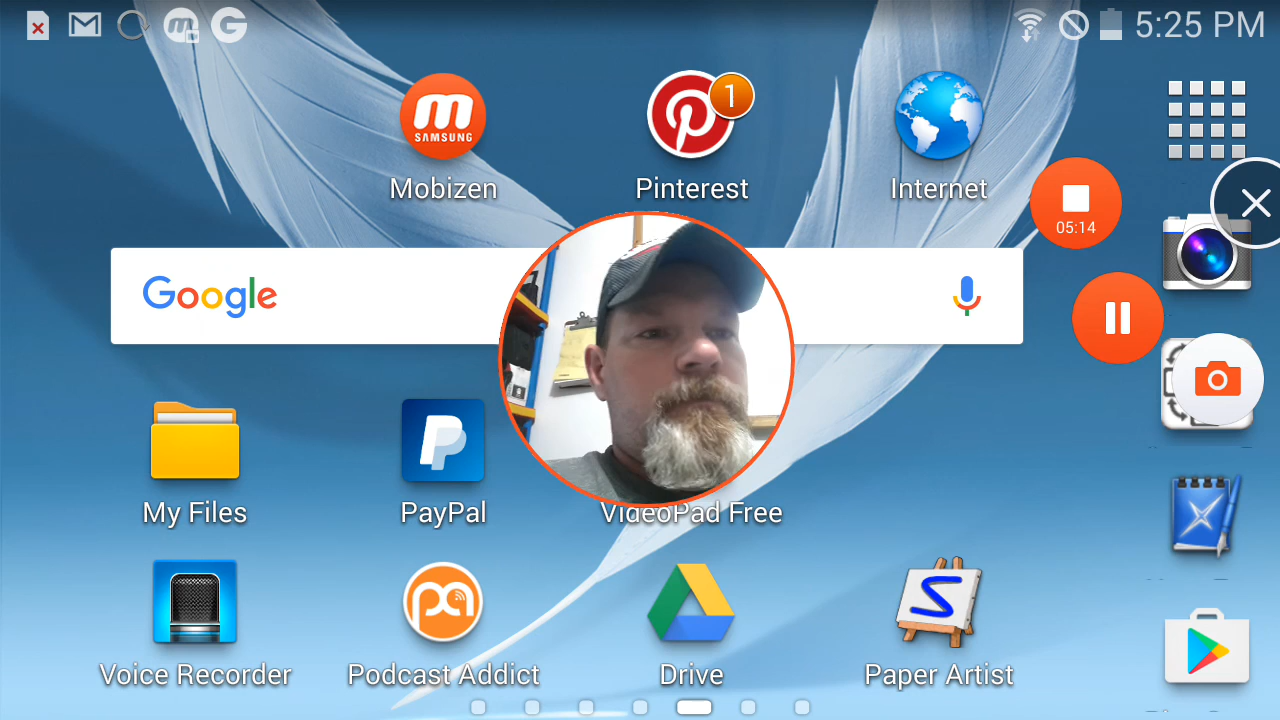 5:25 PM
m
SAMSUNG
1
Mobizen
Pinterest
Internet
05:14
Google
My Files
PayPal
VideoPad Free
Voice Recorder
Podcast Addict
Drive
Paper Artist